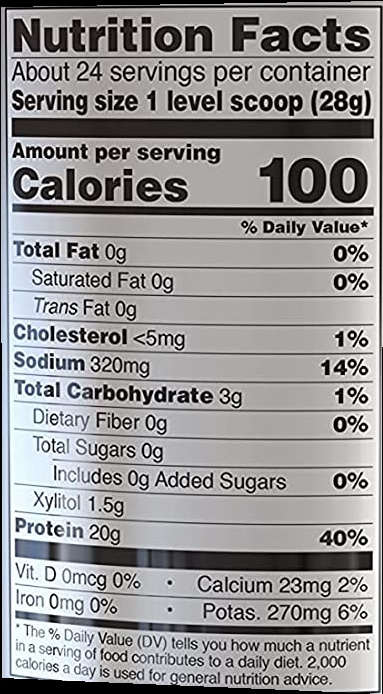 Nutrition Facts
About 24 servings per container
Serving size 1 level scoop (28g)
Amount per serving
Calories 100
% Daily Value*
Total Fat 0g 0%
Saturated Fat 0g 0%
Trans Fat 0g
Cholesterol <5mg 1%
Sodium 320mg 14%
Total Carbohydrate 3g 1%
Dietary Fiber 0g 0%
Total Sugars 0g
Includes 0g Added Sugars 0%
Xylitol 1.5g
Protein 20g 40%
Vit. D 0mcg 0% • Calcium 23mg 2%
Iron 0mg 0% • Potas. 270mg 6%
* The % Daily Value (DV) tells you how much a nutrient
in a serving of food contributes to a daily diet. 2,000
calories a day is used for general nutrition advice.